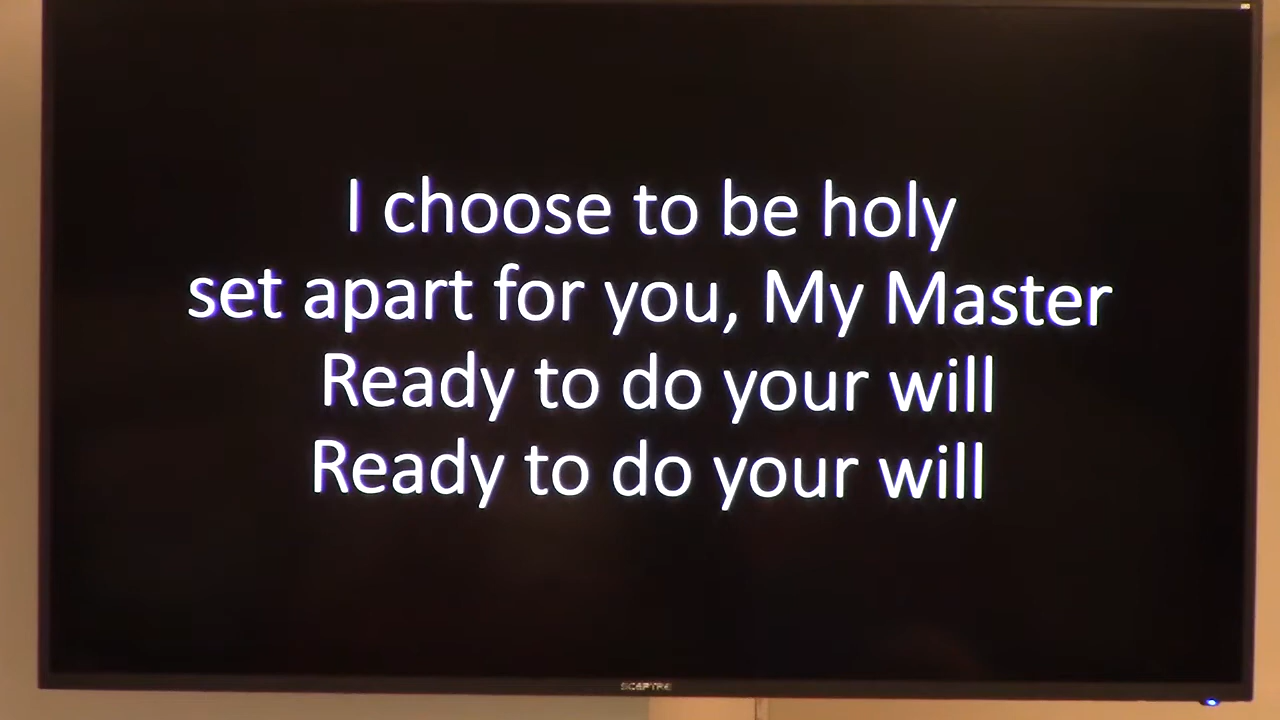 I choose to be holy
set apart for you, My Master
Ready to do your will
Ready to do your will
SCEPTRE